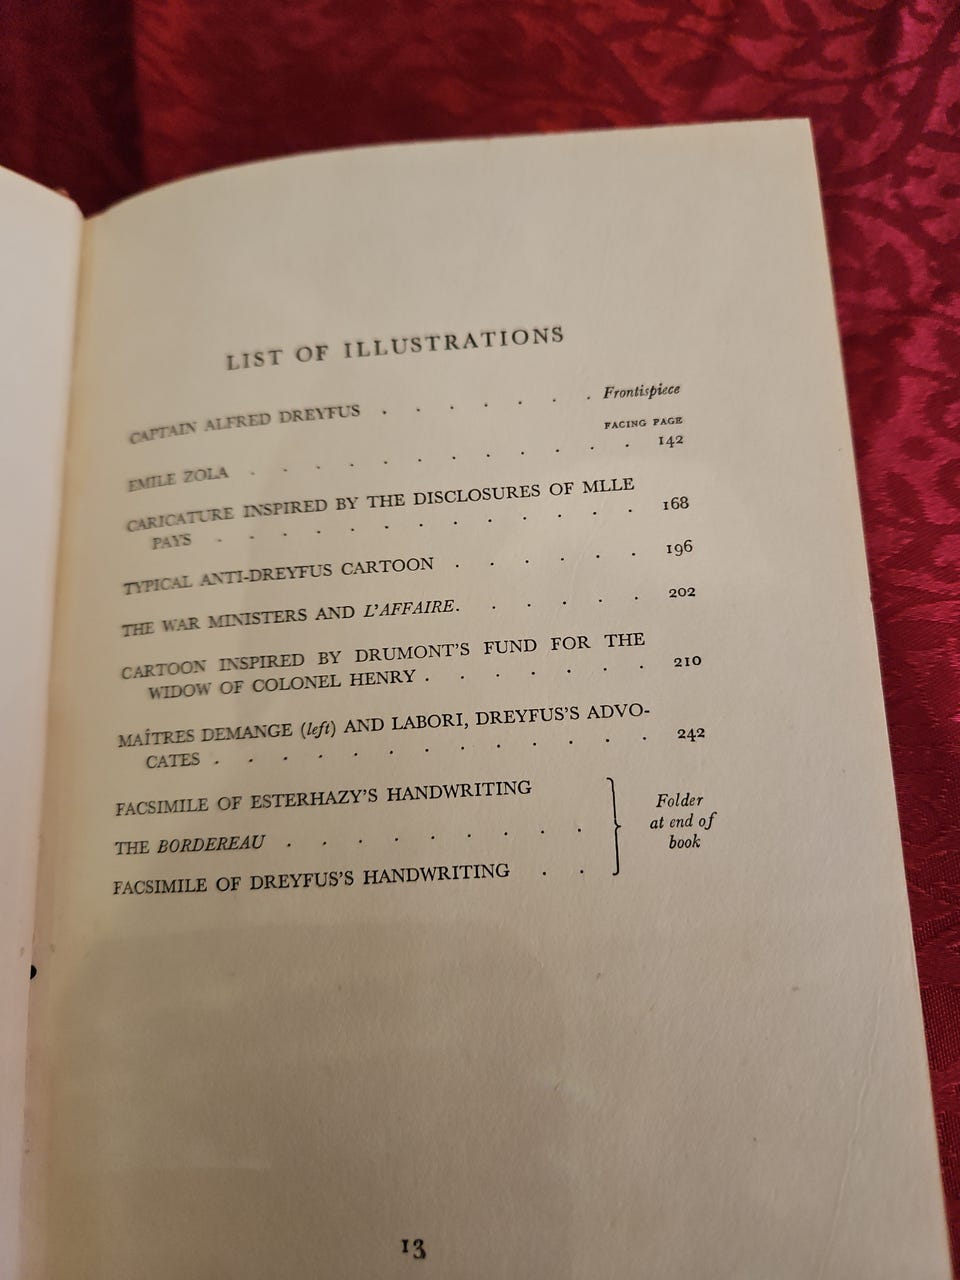 LIST OF ILLUSTRATIONS
CAPTAIN ALFRED DREYFUS . . . . . . Frontispiece
FACING PAGE
EMILE ZOLA . . . . . . . . . . . . 142
CARICATURE INSPIRED BY THE DISCLOSURES OF MLLE
PAYS . . . . . . . . . . . . . 168
TYPICAL ANTI-DREYFUS CARTOON . . . . . . 196
THE WAR MINISTERS AND L'AFFAIRE. . . . . . 202
CARTOON INSPIRED BY DRUMONT'S FUND FOR THE
WIDOW OF COLONEL HENRY . . . . . . . 210
MAÎTRES DEMANGE (left) AND LABORI, DREYFUS'S ADVO-
CATES . . . . . . . . . . . . . 242
FACSIMILE OF ESTERHAZY'S HANDWRITING
THE BORDEREAU . . . . . . . . .
FACSIMILE OF DREYFUS'S HANDWRITING . .
Folder
at end of
book
13